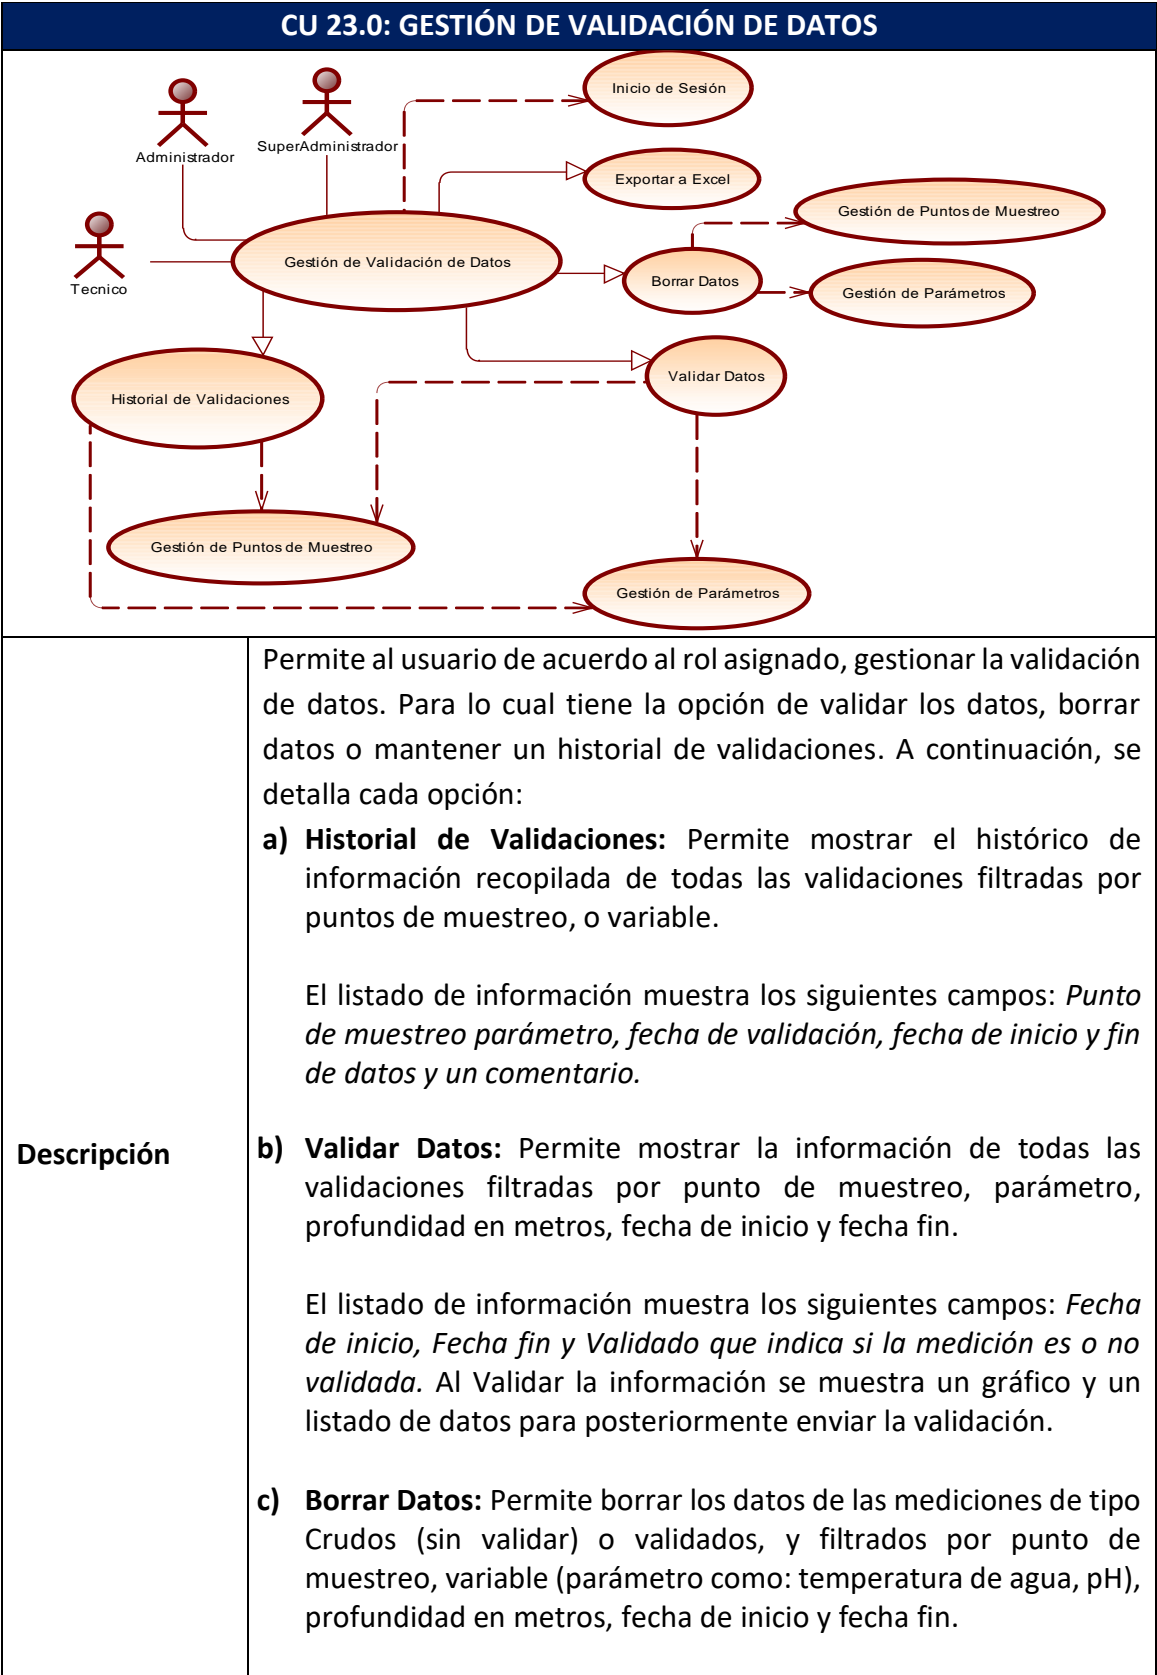 CU 23.0: GESTIÓN DE VALIDACIÓN DE DATOS
Inicio de Sesión
Administrador
SuperAdministrador
Exportar a Excel
Gestión de Puntos de Muestreo
Tecnico
Gestión de Validación de Datos
Borrar Datos
Gestión de Parámetros
Validar Datos
Historial de Validaciones
Gestión de Puntos de Muestreo
Gestión de Parámetros
Descripción
Permite al usuario de acuerdo al rol asignado, gestionar la validación
de datos. Para lo cual tiene la opción de validar los datos, borrar
datos o mantener un historial de validaciones. A continuación, se
detalla cada opción:
a) Historial de Validaciones: Permite mostrar el histórico de
información recopilada de todas las validaciones filtradas por
puntos de muestreo, o variable.
El listado de información muestra los siguientes campos: Punto
de muestreo parámetro, fecha de validación, fecha de inicio y fin
de datos y un comentario.
b) Validar Datos: Permite mostrar la información de todas las
validaciones filtradas por punto de muestreo, parámetro,
profundidad en metros, fecha de inicio y fecha fin.
El listado de información muestra los siguientes campos: Fecha
de inicio, Fecha fin y Validado que indica si la medición es o no
validada. Al Validar la información se muestra un gráfico y un
listado de datos para posteriormente enviar la validación.
c) Borrar Datos: Permite borrar los datos de las mediciones de tipo
Crudos (sin validar) o validados, y filtrados por punto de
muestreo, variable (parámetro como: temperatura de agua, pH),
profundidad en metros, fecha de inicio y fecha fin.